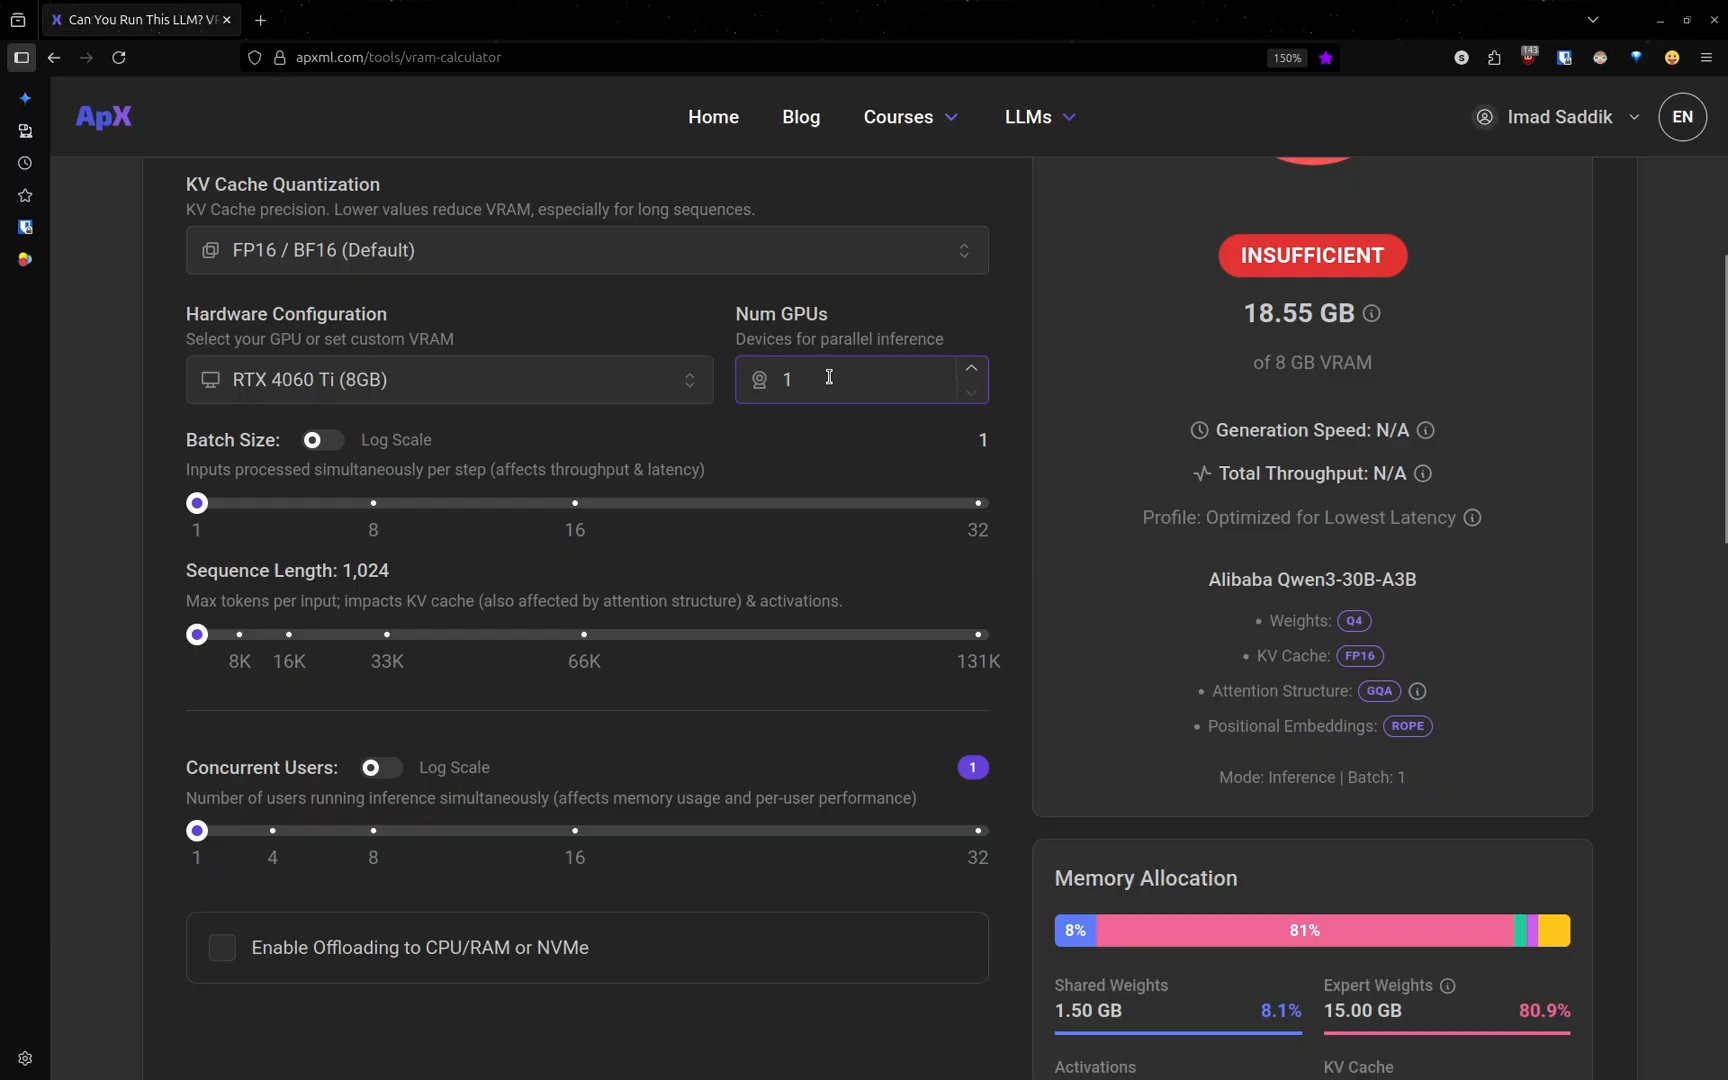 Can You Run This LLM? VR
apxml.com/tools/vram-calculator
150%
S
143
ApX
Home
Blog
Courses
LLMs
Imad Saddik
EN
KV Cache Quantization
KV Cache precision. Lower values reduce VRAM, especially for long sequences.
FP16 / BF16 (Default)
Hardware Configuration
Select your GPU or set custom VRAM
RTX 4060 Ti (8GB)
Num GPUs
Devices for parallel inference
1
Batch Size:
Log Scale
1
Inputs processed simultaneously per step (affects throughput & latency)
1
8
16
32
Sequence Length: 1,024
Max tokens per input; impacts KV cache (also affected by attention structure) & activations.
8K
16K
33K
66K
131K
Concurrent Users:
Log Scale
1
Number of users running inference simultaneously (affects memory usage and per-user performance)
1
4
8
16
32
Enable Offloading to CPU/RAM or NVMe
INSUFFICIENT
18.55 GB
of 8 GB VRAM
Generation Speed: N/A
Total Throughput: N/A
Profile: Optimized for Lowest Latency
Alibaba Qwen3-30B-A3B
• Weights: Q4
• KV Cache: FP16
• Attention Structure: GQA
• Positional Embeddings: ROPE
Mode: Inference | Batch: 1
Memory Allocation
8%
81%
Shared Weights
1.50 GB
8.1%
Expert Weights
15.00 GB
80.9%
Activations
KV Cache